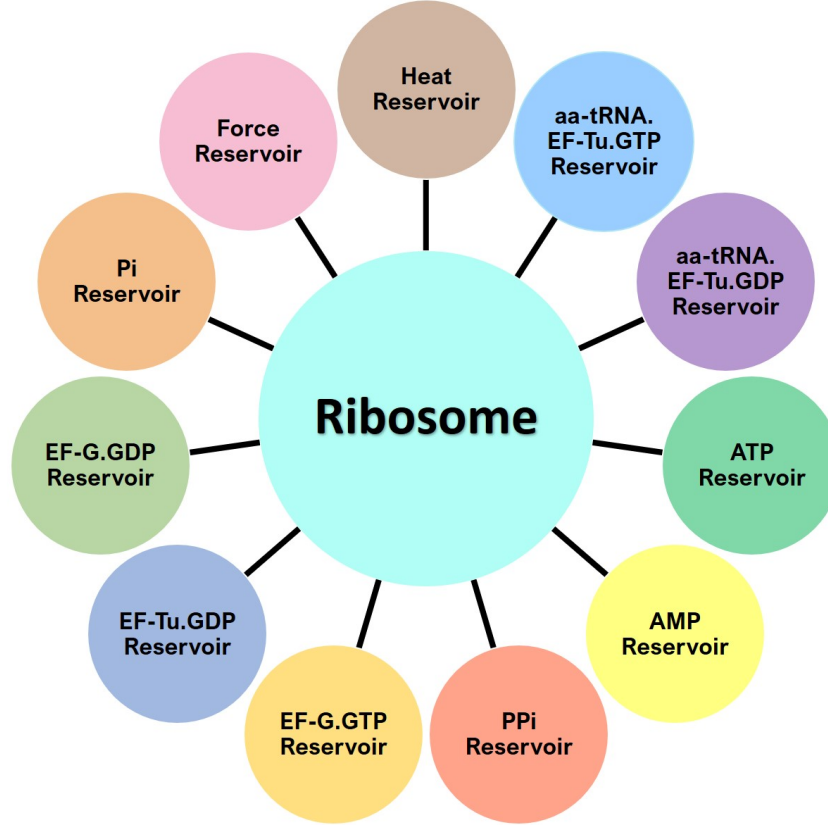 Heat
Reservoir
aa-tRNA.
EF-Tu.GTP
Reservoir
aa-tRNA.
EF-Tu.GDP
Reservoir
ATP
Reservoir
AMP
Reservoir
PPi
Reservoir
EF-G.GTP
Reservoir
EF-Tu.GDP
Reservoir
EF-G.GDP
Reservoir
Pi
Reservoir
Force
Reservoir
Ribosome